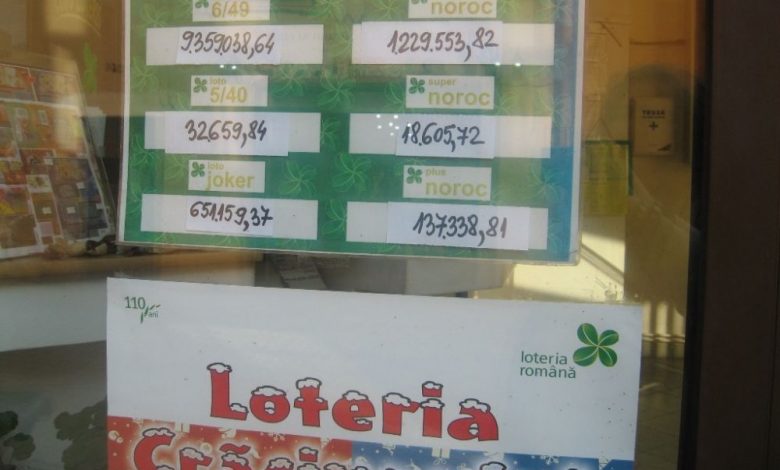 6/49
noroc
9.359.038,64
1.229.553,82
loto
5/40
super
noroc
32.659,84
18.605,72
loto
joker
plus
noroc
651.159,37
137.338,81
110 ani
loteria
română
Loteria